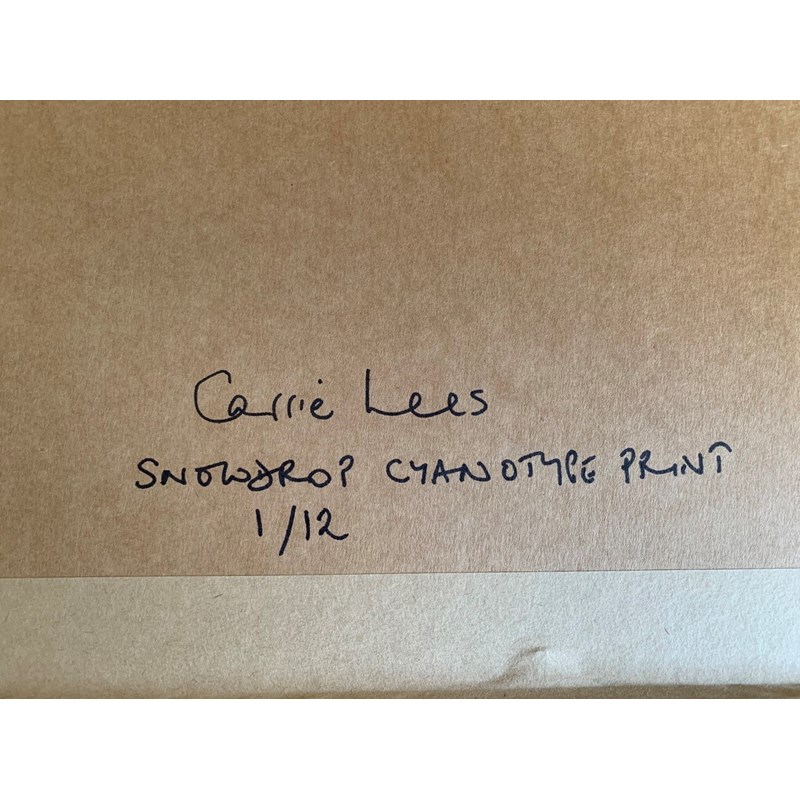 Carrie Lees
SNOWDROP CYANOTYPE PRINT
1/12